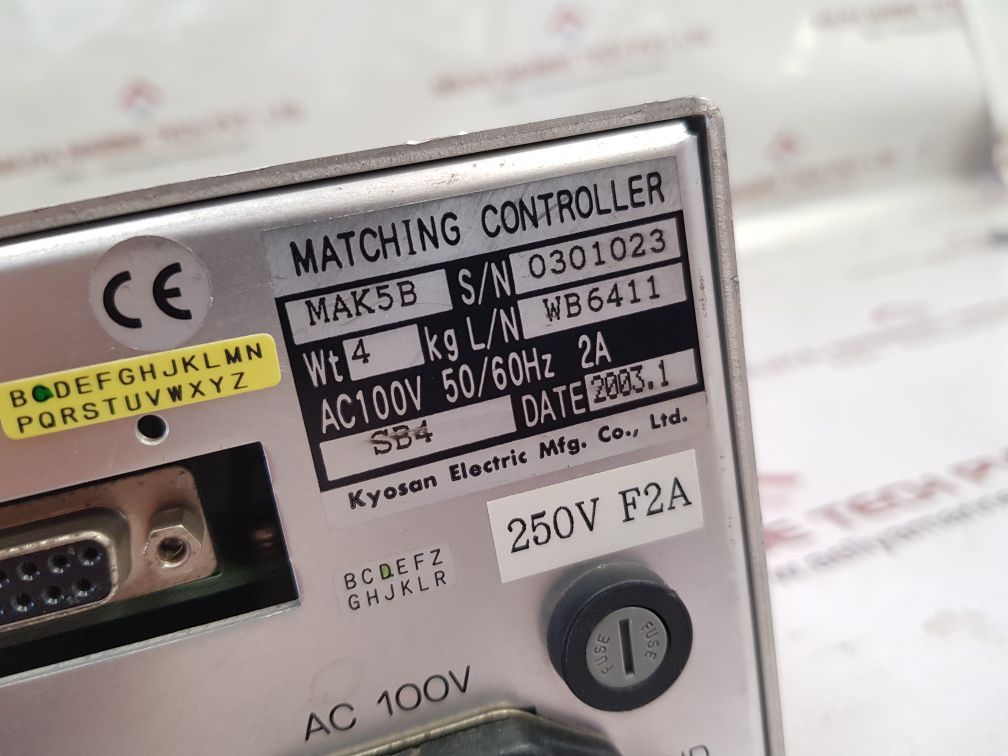 MATCHING CONTROLLER
MAK5B S/N 0301023
Wt 4 kg L/N WB6411
AC100V 50/60Hz 2A
SB4 DATE 2003.1
Kyosan Electric Mfg. Co., Ltd.
CE
B DEFGHJKLMN
PQRSTUVWXYZ
250V F2A
BCDEFZ
GHJKLR
FUSE FUSE
AC 100V